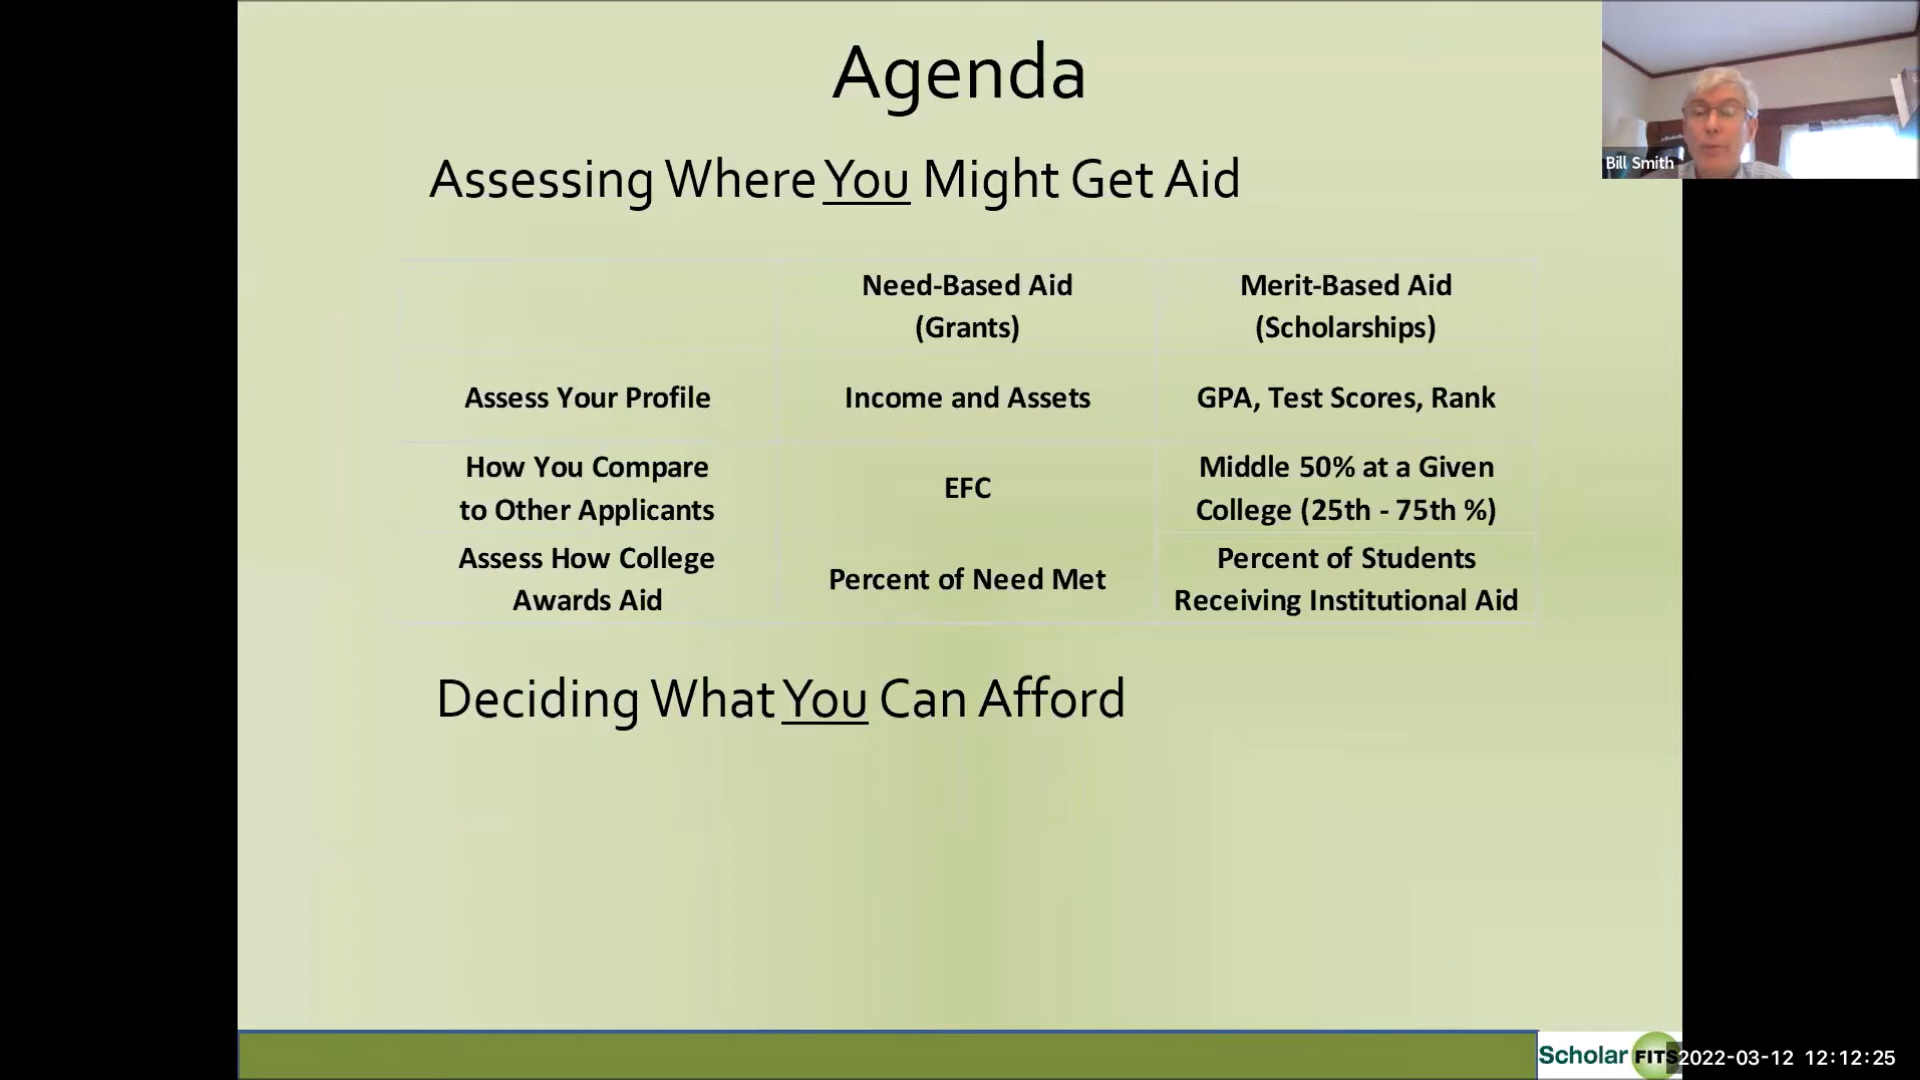 Agenda
Bill Smith
Assessing Where You Might Get Aid
Need-Based Aid
(Grants)
Merit-Based Aid
(Scholarships)
Assess Your Profile
Income and Assets
GPA, Test Scores, Rank
How You Compare
to Other Applicants
EFC
Middle 50% at a Given
College (25th - 75th %)
Assess How College
Awards Aid
Percent of Need Met
Percent of Students
Receiving Institutional Aid
Deciding What You Can Afford
Scholar FITS
2022-03-12 12:12:25